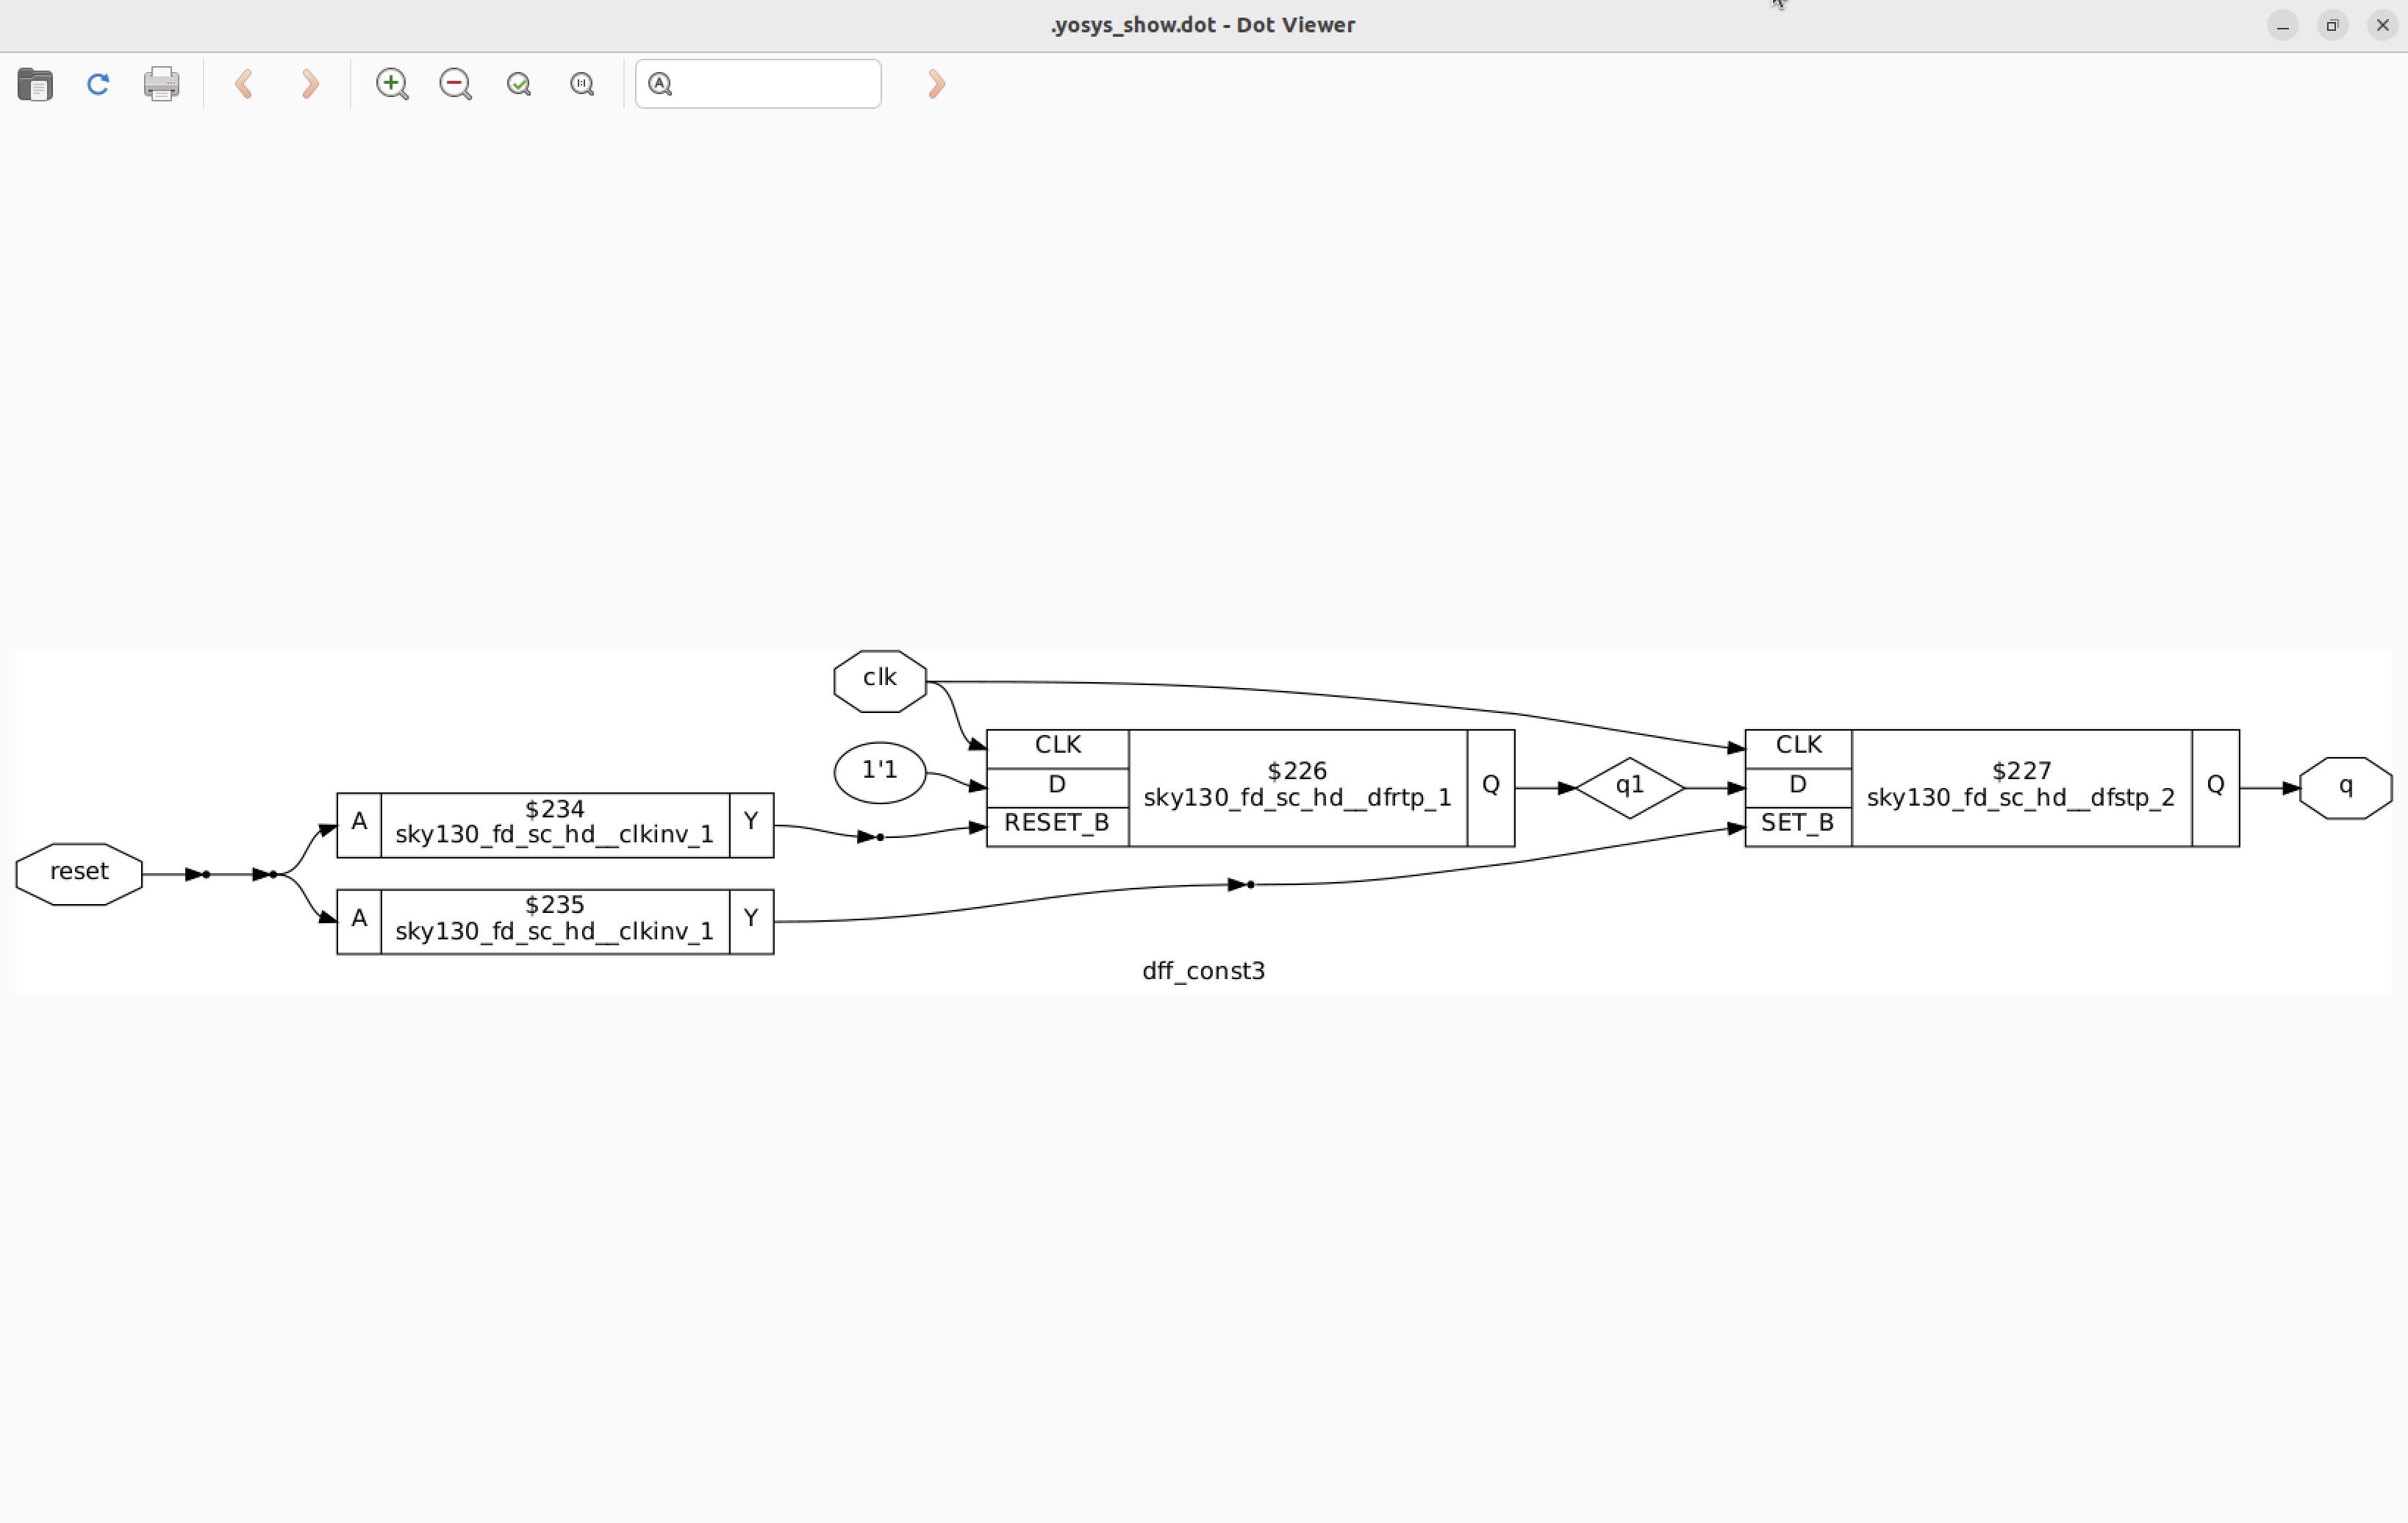 .yosys_show.dot - Dot Viewer
clk
1'1
CLK
D
RESET_B
$226
sky130_fd_sc_hd__dfrtp_1
Q
q1
CLK
D
SET_B
$227
sky130_fd_sc_hd__dfstp_2
Q
q
reset
A
$234
sky130_fd_sc_hd__clkinv_1
Y
A
$235
sky130_fd_sc_hd__clkinv_1
Y
dff_const3